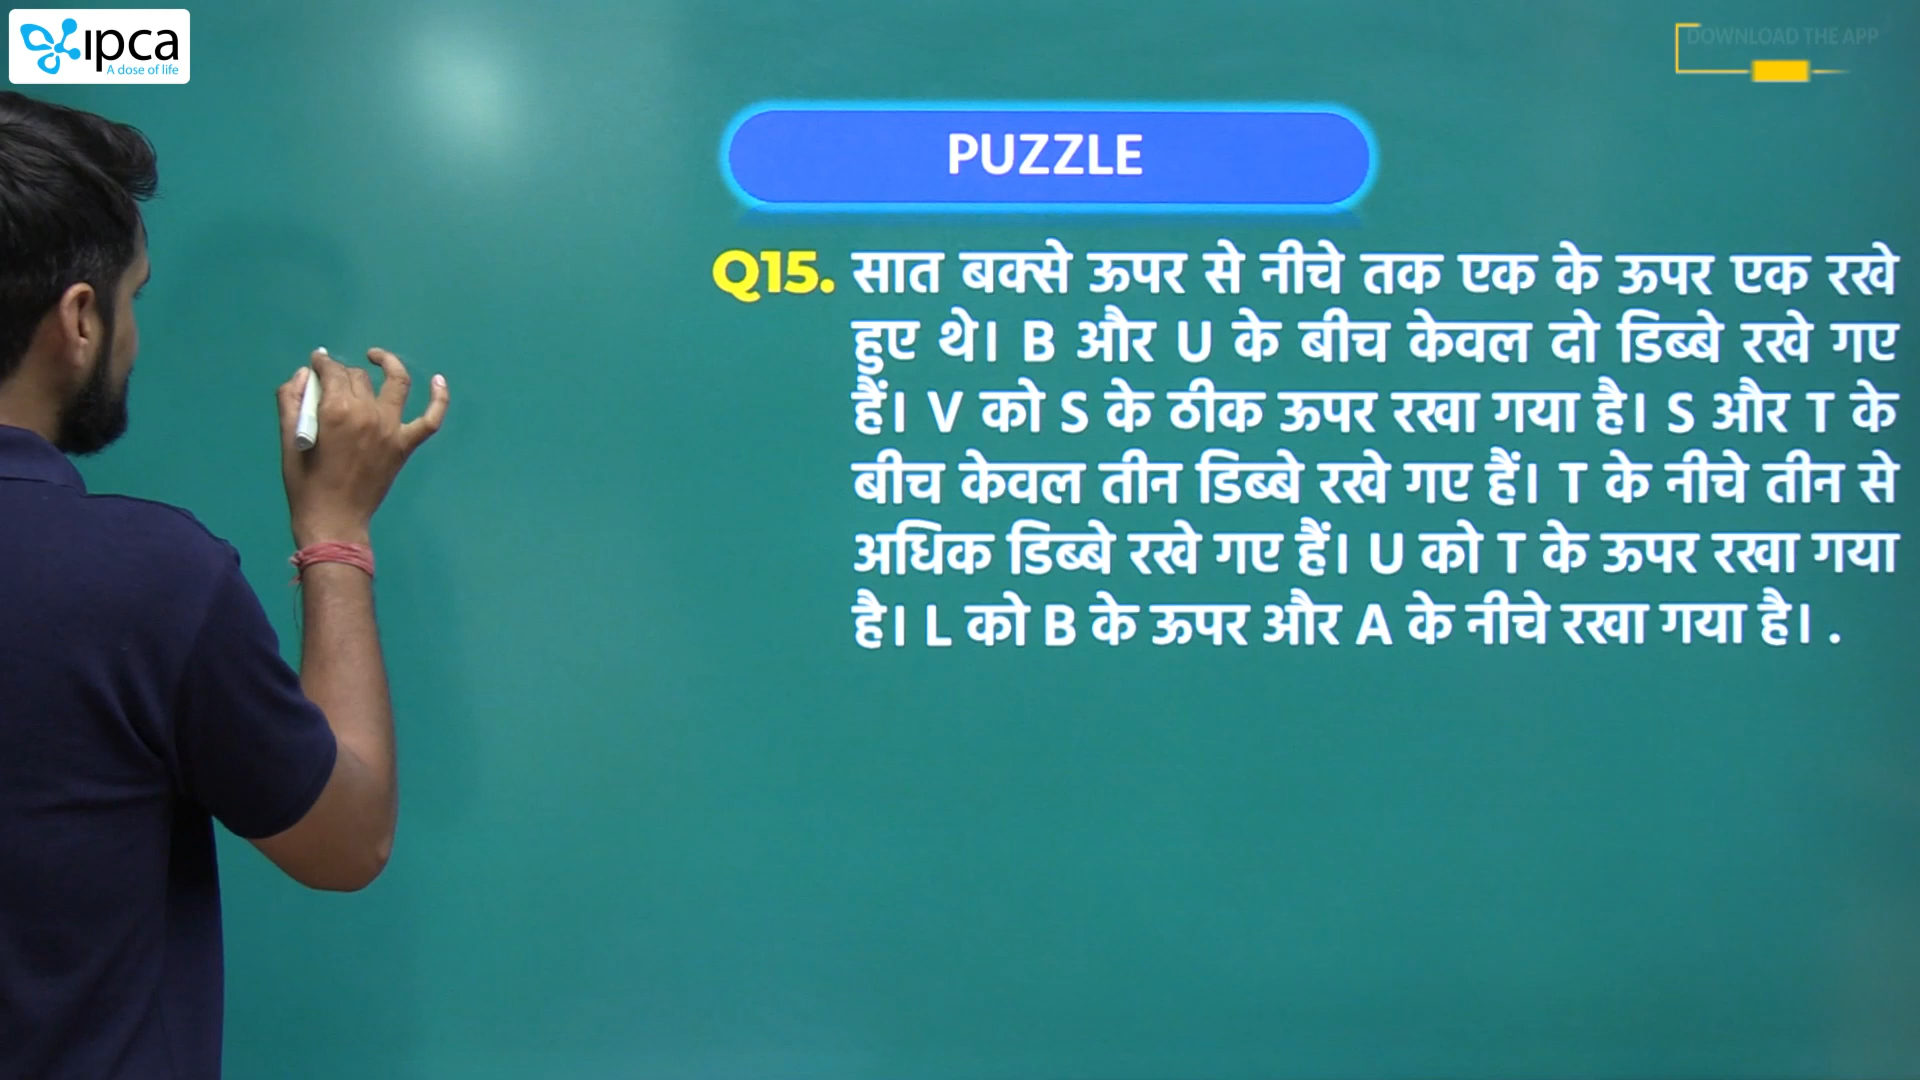 ipca
A dose of life
DOWNLOAD THE APP
PUZZLE
Q15. सात बक्से ऊपर से नीचे तक एक के ऊपर एक रखे
हुए थे। B और U के बीच केवल दो डिब्बे रखे गए
हैं। V को S के ठीक ऊपर रखा गया है। S और T के
बीच केवल तीन डिब्बे रखे गए हैं। T के नीचे तीन से
अधिक डिब्बे रखे गए हैं। U को T के ऊपर रखा गया
है। L को B के ऊपर और A के नीचे रखा गया है। .